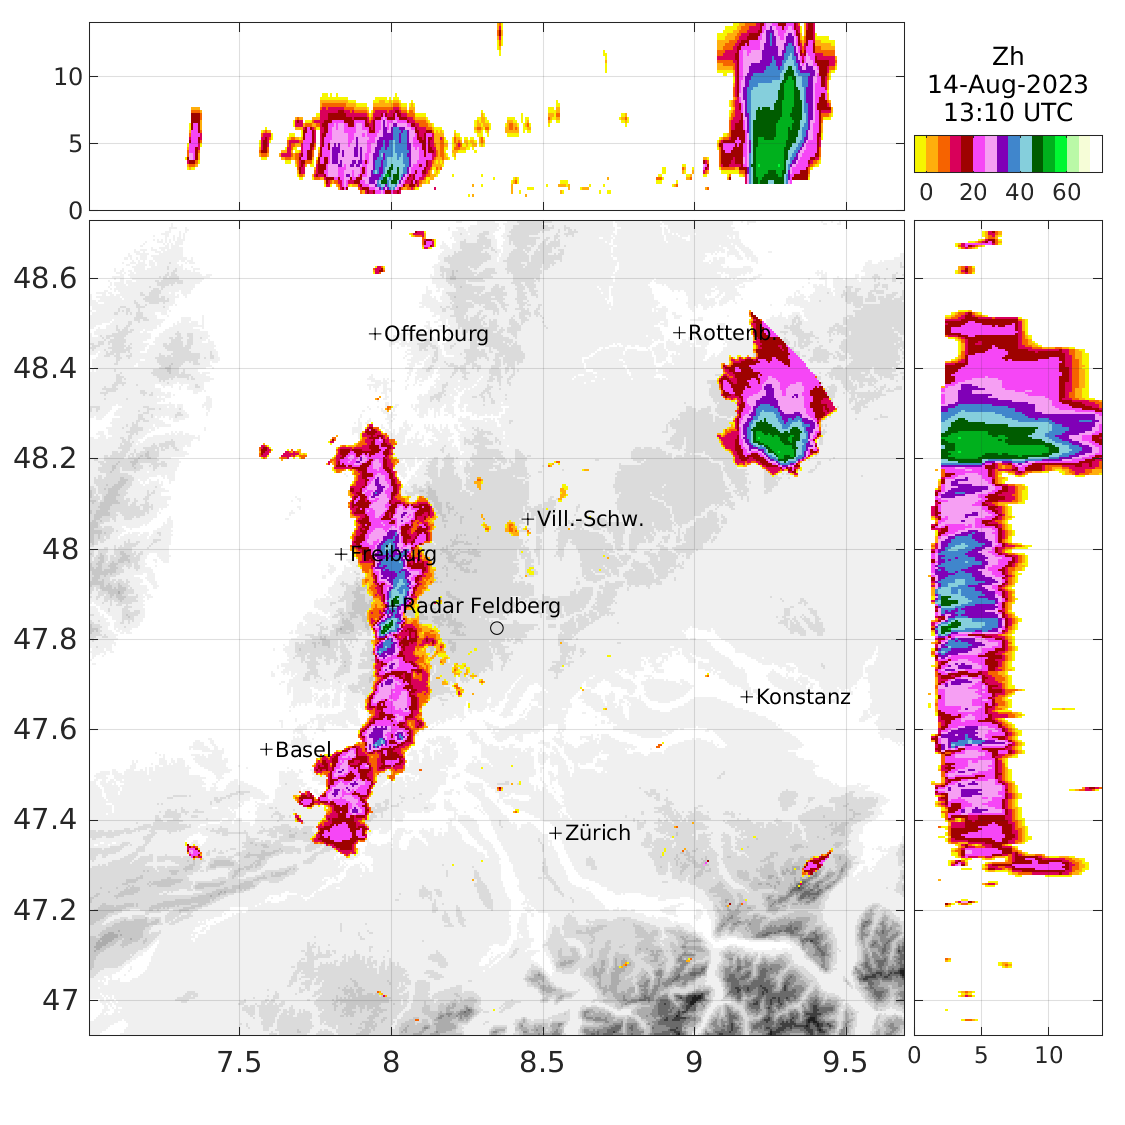 Zh
14-Aug-2023
13:10 UTC
0 20 40 60
10
5
0
48.6
48.4
48.2
48
47.8
47.6
47.4
47.2
47
+Offenburg
+Rottenb
+Vill.-Schw.
+Freiburg
+Radar Feldberg
+Konstanz
+Basel
+Zürich
7.5 8 8.5 9 9.5
0 5 10